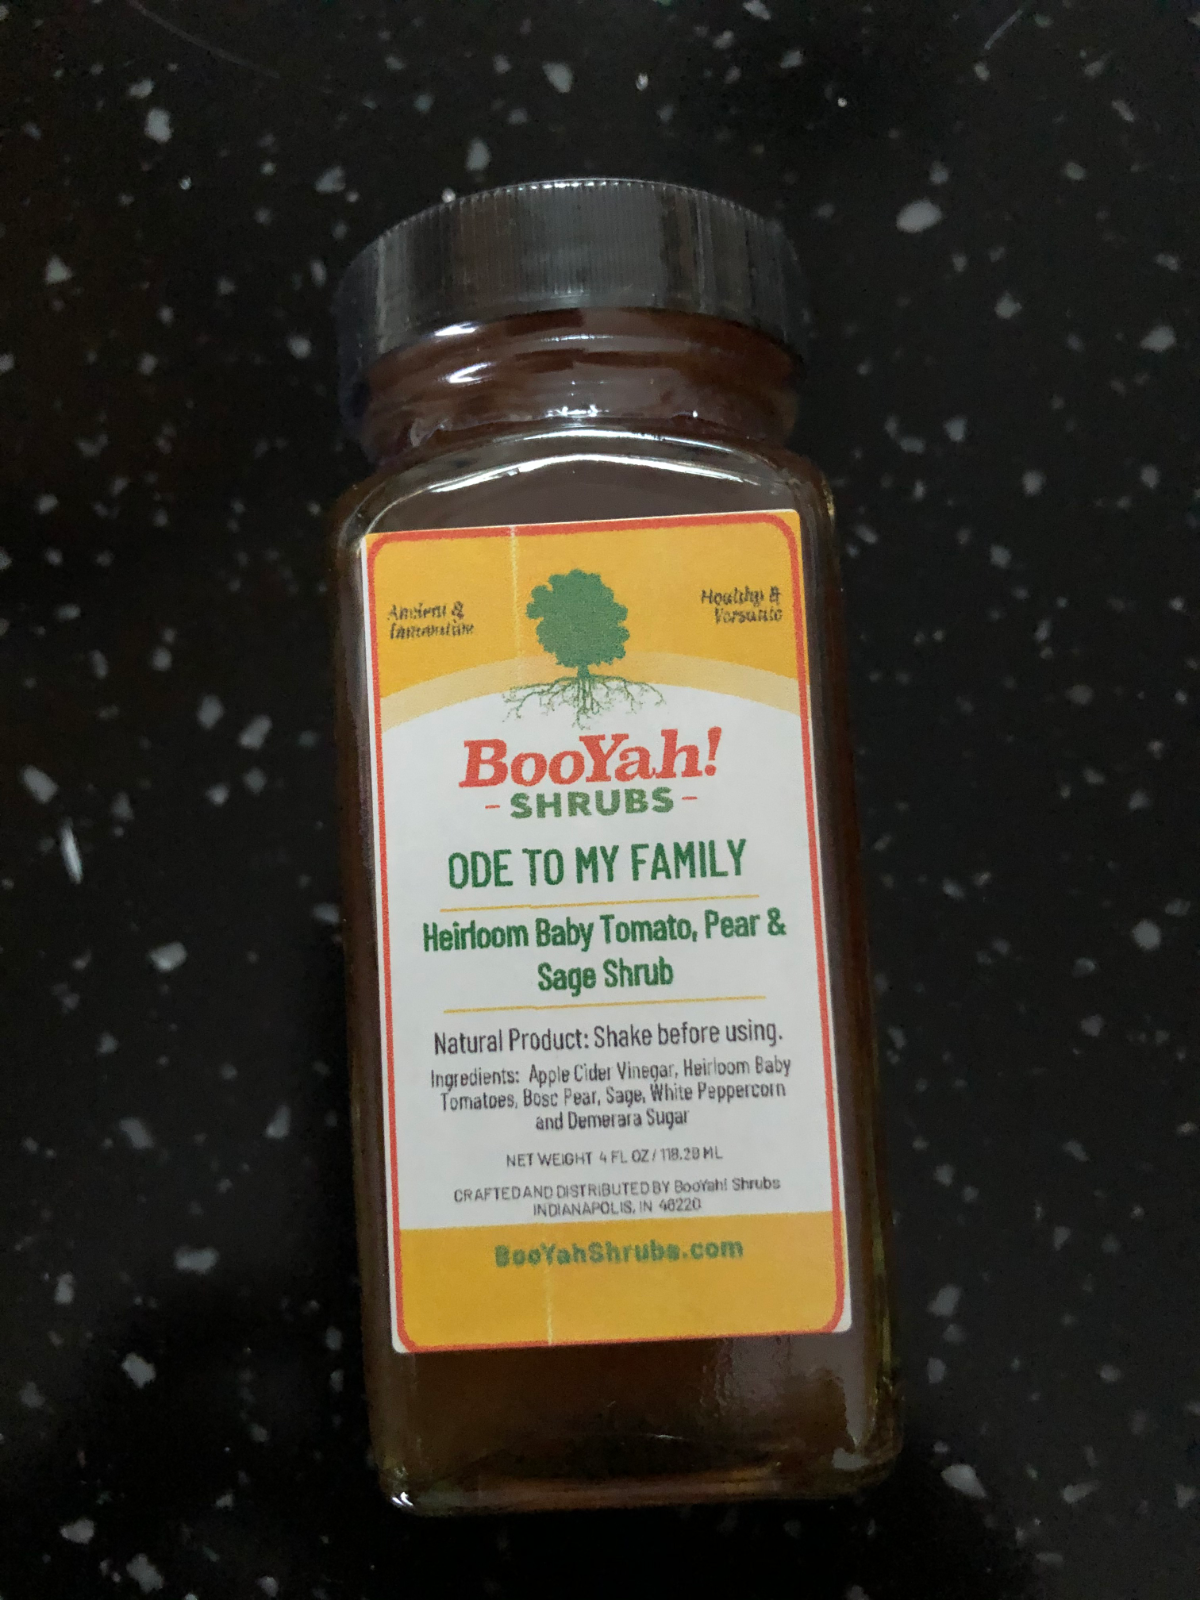 Ancient &
Innovative
Healthy &
Versatile
BooYah!
- SHRUBS -
ODE TO MY FAMILY
Heirloom Baby Tomato, Pear &
Sage Shrub
Natural Product: Shake before using.
Ingredients: Apple Cider Vinegar, Heirloom Baby
Tomatoes, Bosc Pear, Sage, White Peppercorn
and Demerara Sugar
NET WEIGHT 4 FL OZ / 118.29 ML
CRAFTED AND DISTRIBUTED BY BooYah! Shrubs
INDIANAPOLIS, IN 46220
BooYahShrubs.com